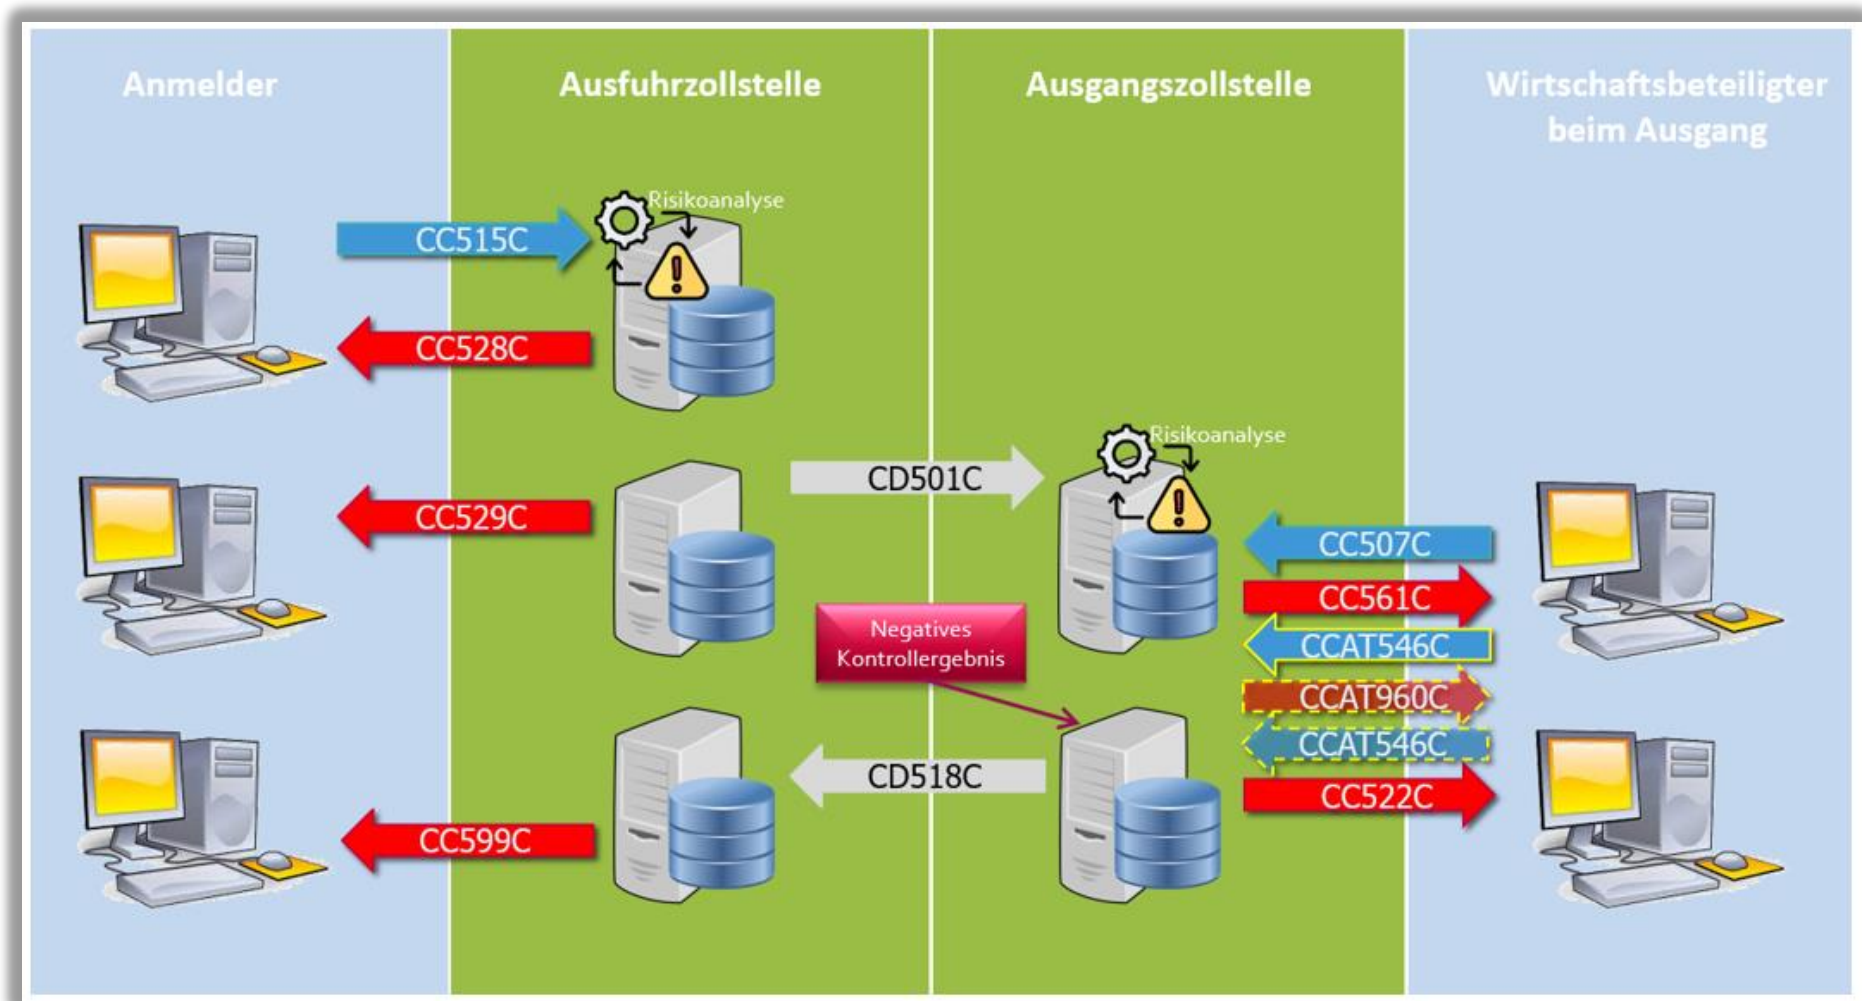 Anmelder
Ausfuhrzollstelle
Ausgangszollstelle
Wirtschaftsbeteiligter
beim Ausgang
Risikoanalyse
CC515C
CC528C
Risikoanalyse
CD501C
CC529C
CC507C
CC561C
Negatives
Kontrollergebnis
CCAT546C
CCAT960C
CCAT546C
CD518C
CC522C
CC599C